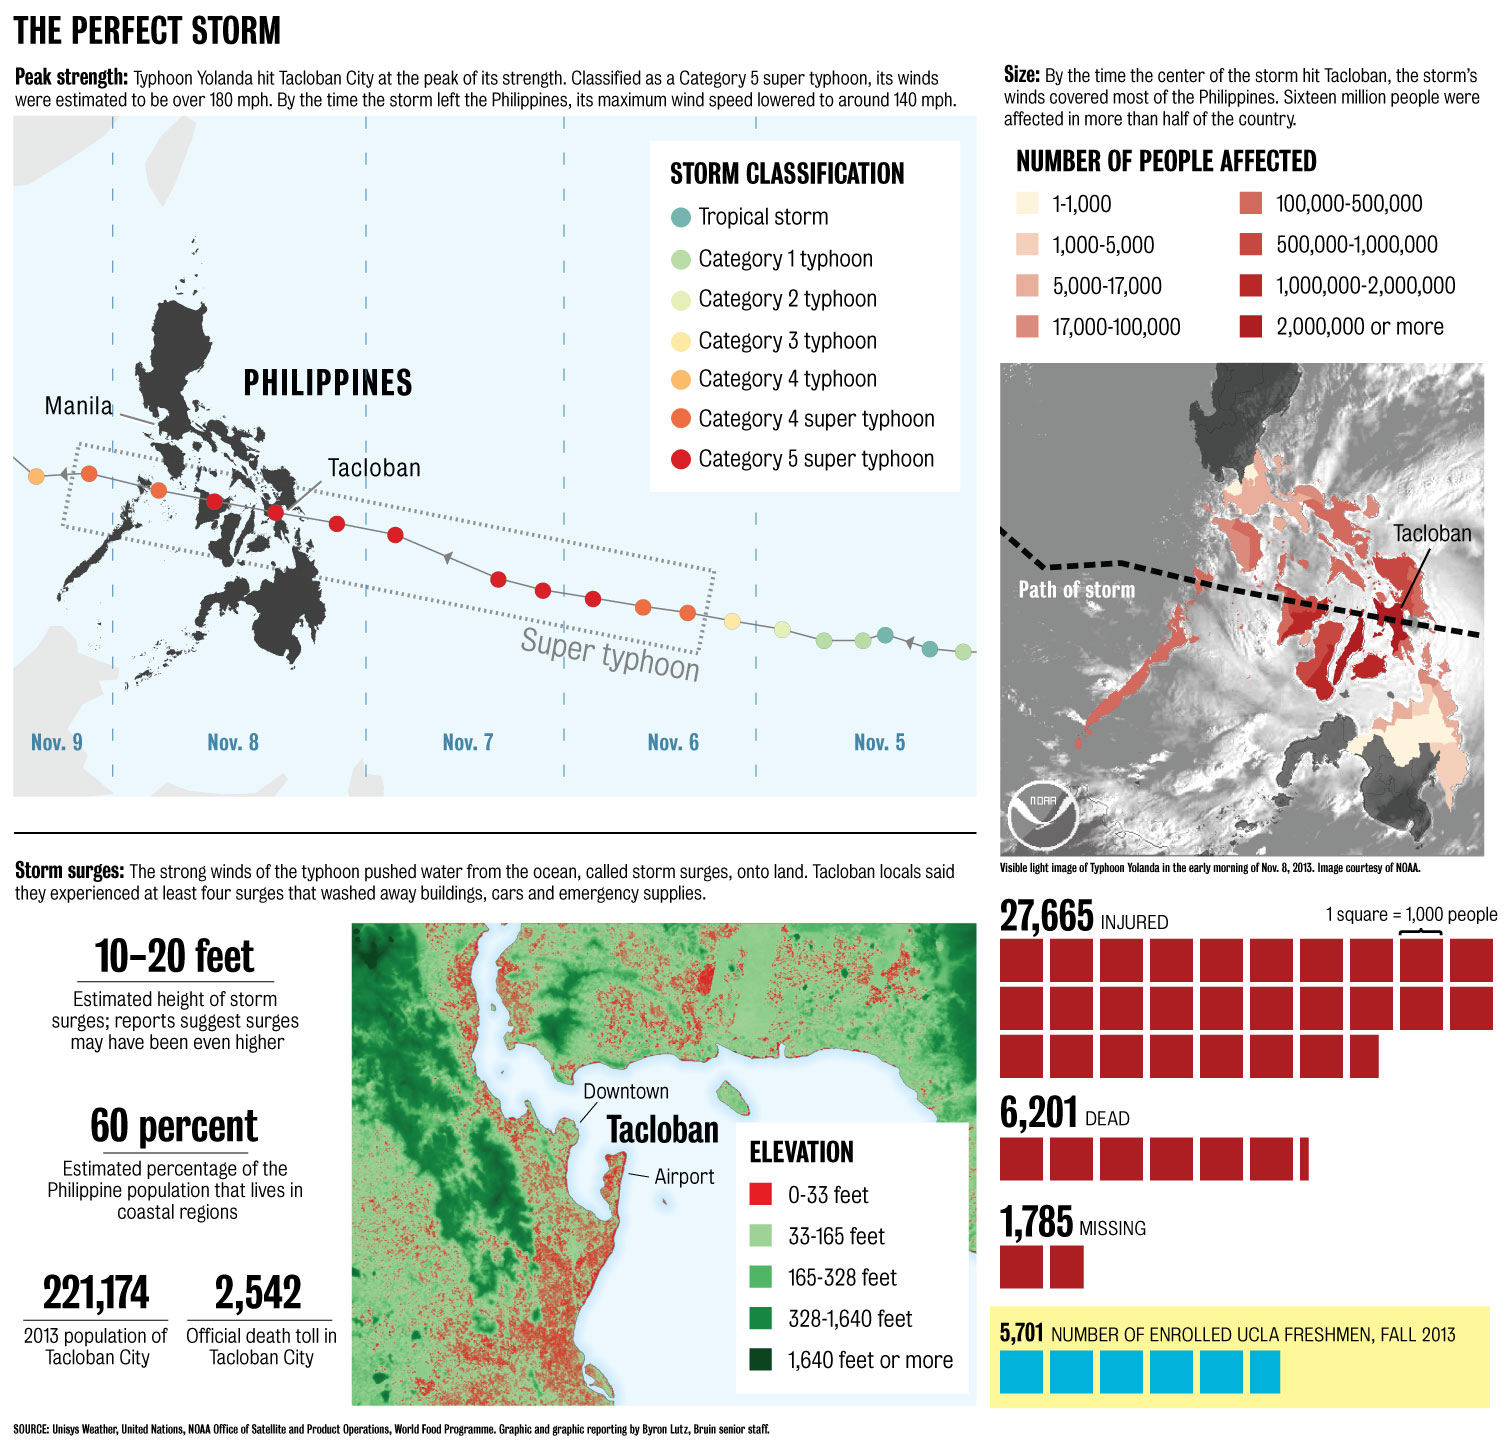 THE PERFECT STORM
Peak strength: Typhoon Yolanda hit Tacloban City at the peak of its strength. Classified as a Category 5 super typhoon, its winds
were estimated to be over 180 mph. By the time the storm left the Philippines, its maximum wind speed lowered to around 140 mph.
STORM CLASSIFICATION
Tropical storm
Category 1 typhoon
Category 2 typhoon
Category 3 typhoon
Category 4 typhoon
Category 4 super typhoon
Category 5 super typhoon
PHILIPPINES
Manila
Tacloban
Super typhoon
Nov. 9
Nov. 8
Nov. 7
Nov. 6
Nov. 5
Size: By the time the center of the storm hit Tacloban, the storm's
winds covered most of the Philippines. Sixteen million people were
affected in more than half of the country.
NUMBER OF PEOPLE AFFECTED
1-1,000
1,000-5,000
5,000-17,000
17,000-100,000
100,000-500,000
500,000-1,000,000
1,000,000-2,000,000
2,000,000 or more
Tacloban
Path of storm
NOAA
Visible light image of Typhoon Yolanda in the early morning of Nov. 8, 2013. Image courtesy of NOAA.
Storm surges: The strong winds of the typhoon pushed water from the ocean, called storm surges, onto land. Tacloban locals said
they experienced at least four surges that washed away buildings, cars and emergency supplies.
10-20 feet
Estimated height of storm
surges; reports suggest surges
may have been even higher
60 percent
Estimated percentage of the
Philippine population that lives in
coastal regions
221,174
2013 population of
Tacloban City
2,542
Official death toll in
Tacloban City
Downtown
Tacloban
Airport
ELEVATION
0-33 feet
33-165 feet
165-328 feet
328-1,640 feet
1,640 feet or more
27,665 INJURED
1 square = 1,000 people
6,201 DEAD
1,785 MISSING
5,701 NUMBER OF ENROLLED UCLA FRESHMEN, FALL 2013
SOURCE: Unisys Weather, United Nations, NOAA Office of Satellite and Product Operations, World Food Programme. Graphic and graphic reporting by Byron Lutz, Bruin senior staff.